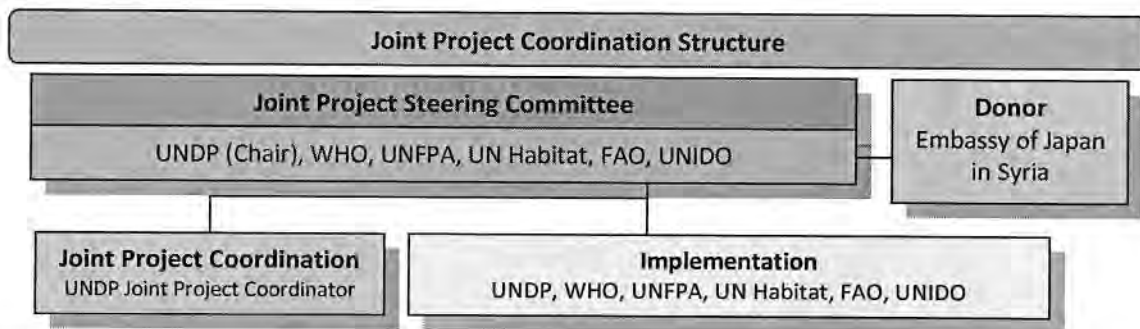 Joint Project Coordination Structure
Joint Project Steering Committee
UNDP (Chair), WHO, UNFPA, UN Habitat, FAO, UNIDO
Donor
Embassy of Japan
in Syria
Joint Project Coordination
UNDP Joint Project Coordinator
Implementation
UNDP, WHO, UNFPA, UN Habitat, FAO, UNIDO